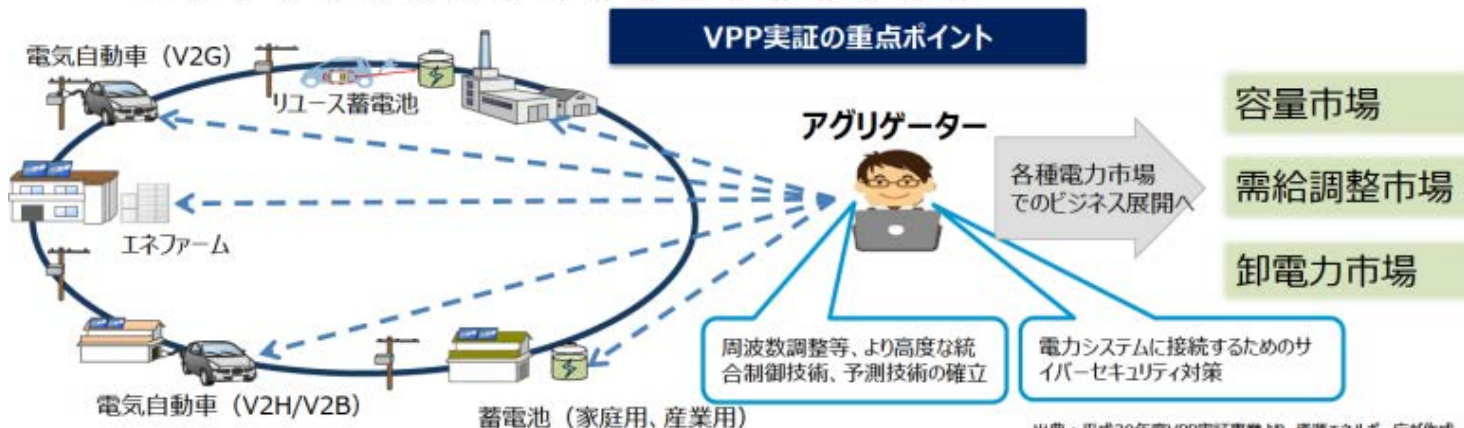 VPP実証の重点ポイント
電気自動車（V2G）
リユース蓄電池
アグリゲーター
容量市場
各種電力市場
でのビジネス展開へ
需給調整市場
エネファーム
卸電力市場
周波数調整等、より高度な統
合制御技術、予測技術の確立
電力システムに接続するためのサ
イバーセキュリティ対策
電気自動車（V2H/V2B）
蓄電池（家庭用、産業用）